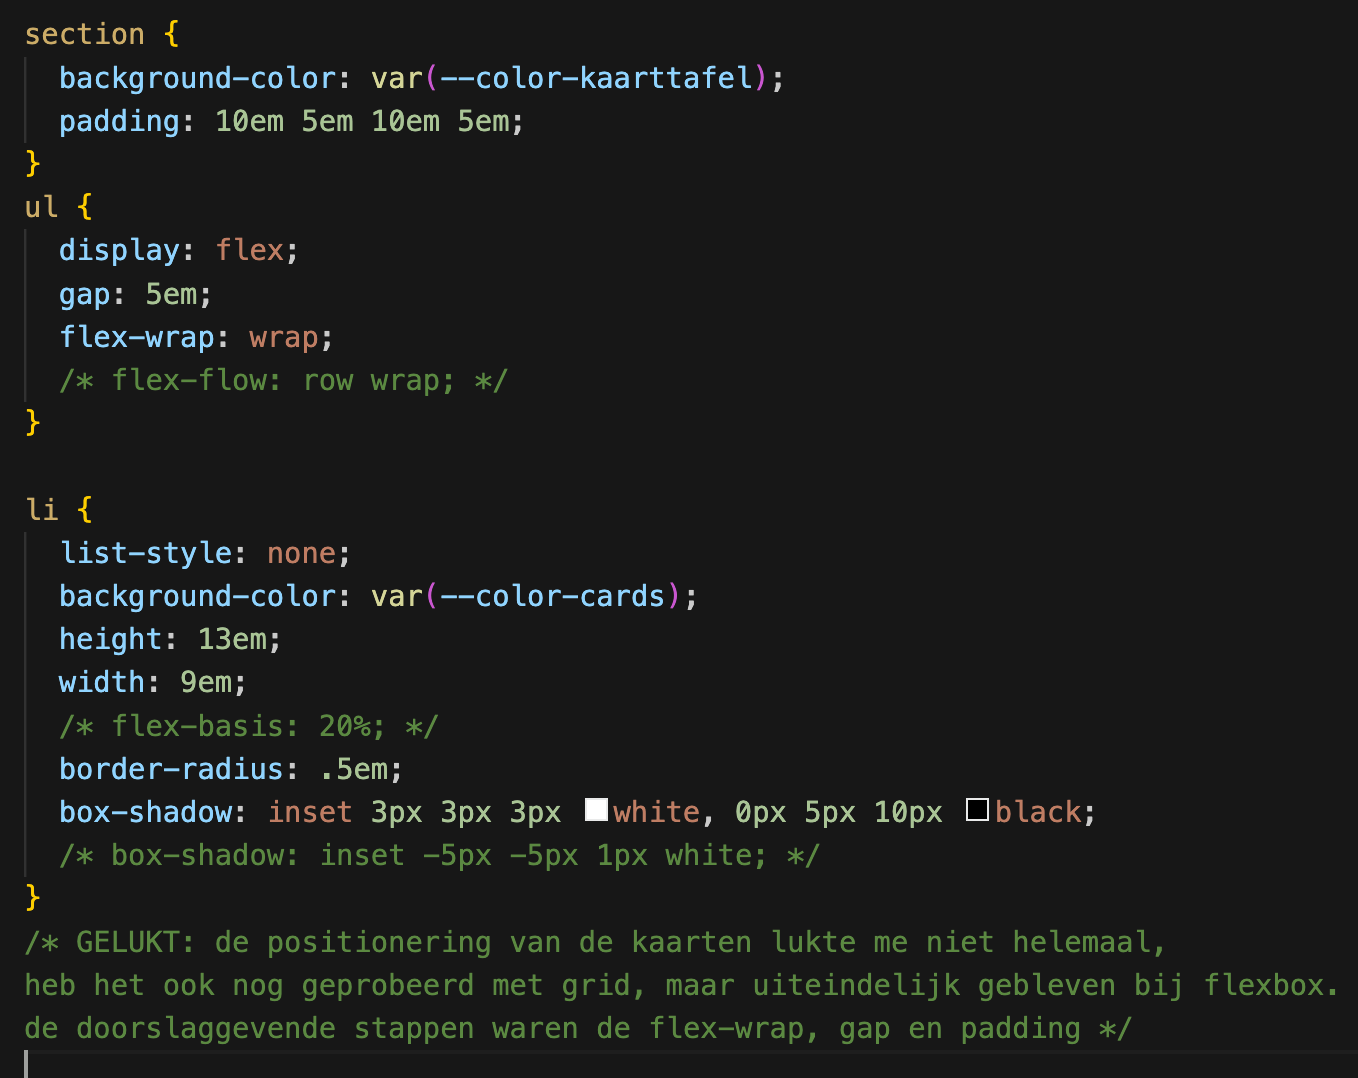 section {
background-color: var(--color-kaarttafel);
padding: 10em 5em 10em 5em;
}
ul {
display: flex;
gap: 5em;
flex-wrap: wrap;
/* flex-flow: row wrap; */
}
li {
list-style: none;
background-color: var(--color-cards);
height: 13em;
width: 9em;
/* flex-basis: 20%; */
border-radius: .5em;
box-shadow: inset 3px 3px 3px white, 0px 5px 10px black;
/* box-shadow: inset -5px -5px 1px white; */
}
/* GELUKT: de positionering van de kaarten lukte me niet helemaal,
heb het ook nog geprobeerd met grid, maar uiteindelijk gebleven bij flexbox.
de doorslaggevende stappen waren de flex-wrap, gap en padding */